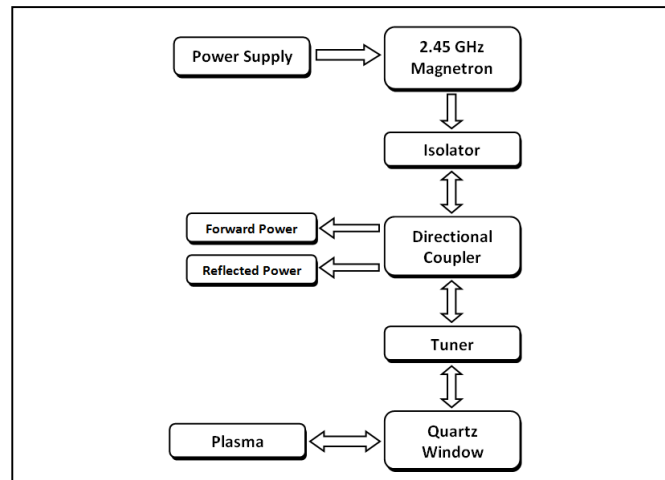 Power Supply
2.45 GHz
Magnetron
Isolator
Forward Power
Reflected Power
Directional
Coupler
Tuner
Plasma
Quartz
Window